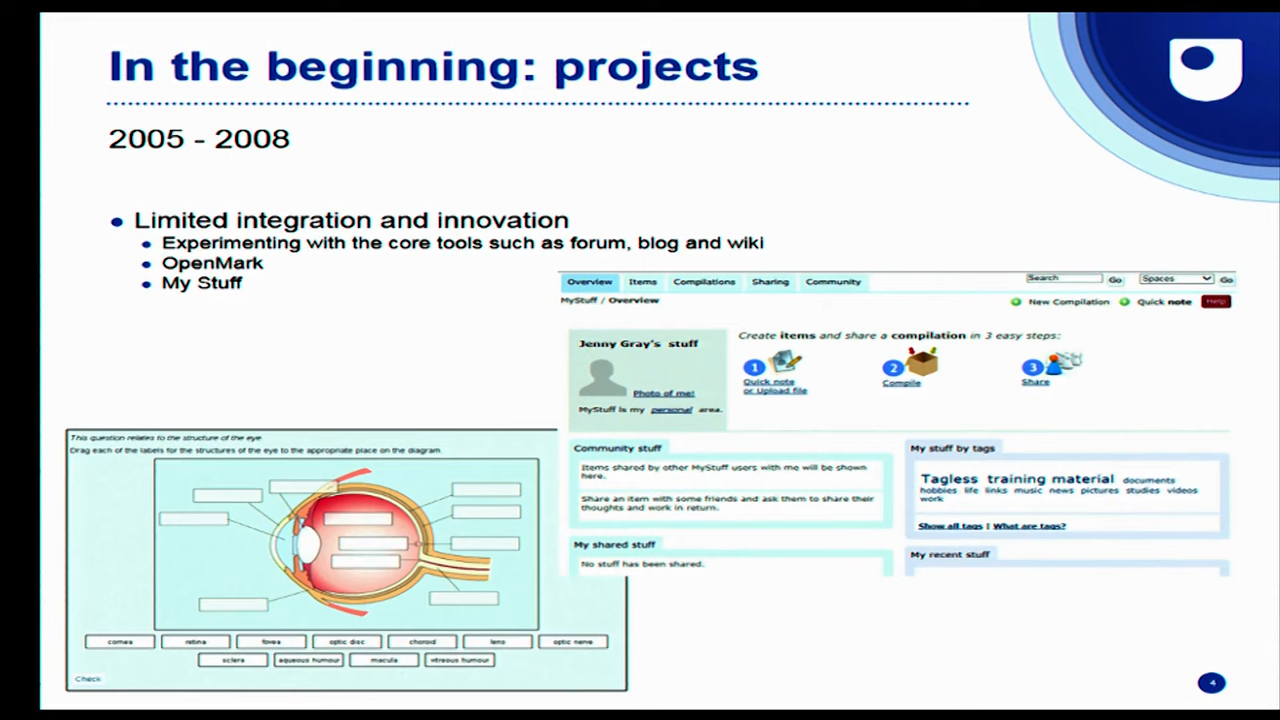 In the beginning: projects
2005 - 2008
Limited integration and innovation
Experimenting with the core tools such as forum, blog and wiki
OpenMark
My Stuff
Overview Items Compilations Sharing Community Search Go Spaces Go
MyStuff / Overview New Compilation Quick note Help
Jenny Gray's stuff
Photo of me!
MyStuff is my personal area.
Create items and share a compilation in 3 easy steps:
1 2 3
Quick note
or Upload file
Compile
Share
Community stuff
Items shared by other MyStuff users with me will be shown
here.
Share an item with some friends and ask them to share their
thoughts and work in return.
My shared stuff
No stuff has been shared.
My stuff by tags
Tagless training material documents
hobbies life links music news pictures studies videos
work
Show all tags | What are tags?
My recent stuff
This question relates to the structure of the eye
Drag each of the labels for the structures of the eye to the appropriate place on the diagram.
cornea retina fovea optic disc choroid lens optic nerve
sclera aqueous humour macula vitreous humour
Check
4